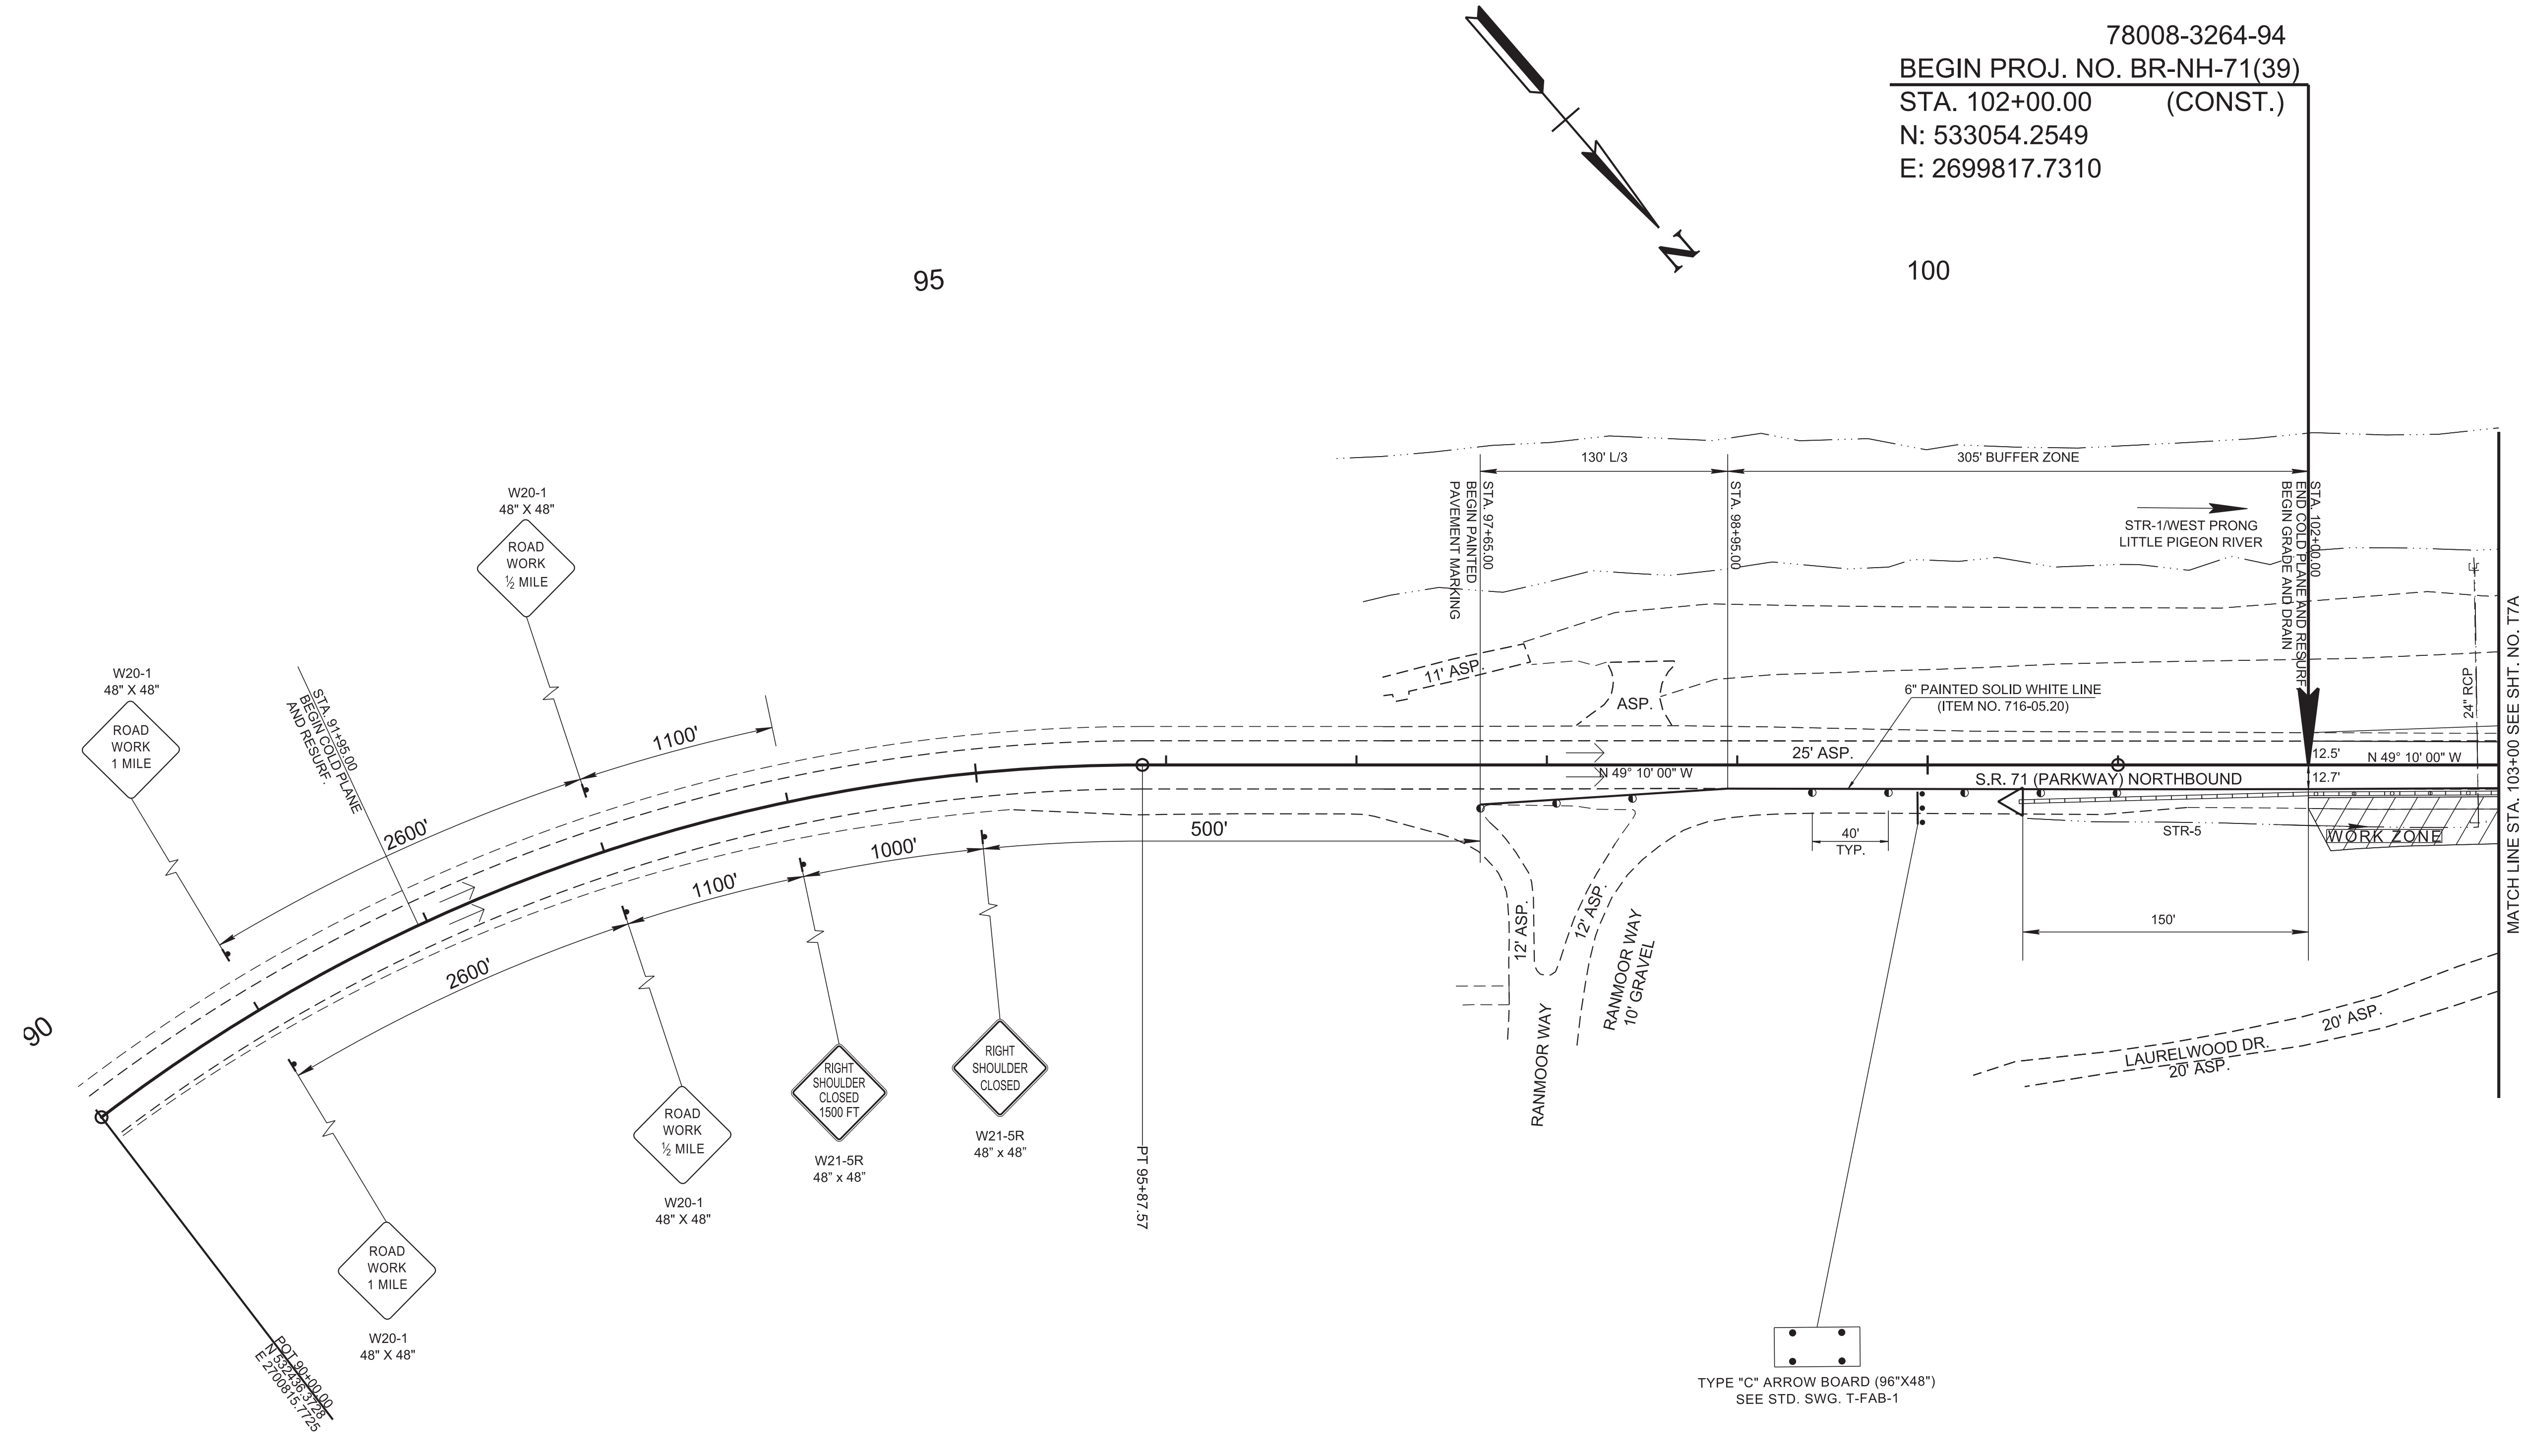 78008-3264-94
BEGIN PROJ. NO. BR-NH-71(39)
STA. 102+00.00 (CONST.)
N: 533054.2549
E: 2699817.7310
N
95
100
90
130' L/3
305' BUFFER ZONE
STA. 97+65.00
BEGIN PAINTED
PAVEMENT MARKING
STA. 98+95.00
STA. 102+00.00
END COLD PLANE AND RESURF.
BEGIN GRADE AND DRAIN
STR-1/WEST PRONG
LITTLE PIGEON RIVER
W20-1
48" X 48"
ROAD
WORK
½ MILE
W20-1
48" X 48"
ROAD
WORK
1 MILE
STA. 91+95.00
BEGIN COLD PLANE
AND RESURF.
1100'
2600'
11' ASP.
ASP.
6" PAINTED SOLID WHITE LINE
(ITEM NO. 716-05.20)
24" RCP
MATCH LINE STA. 103+00 SEE SHT. NO. T7A
25' ASP.
12.5'
N 49° 10' 00" W
N 49° 10' 00" W
S.R. 71 (PARKWAY) NORTHBOUND
12.7'
500'
1000'
1100'
2600'
40'
TYP.
STR-5
WORK ZONE
150'
12' ASP.
12' ASP.
RANMOOR WAY
10' GRAVEL
RANMOOR WAY
20' ASP.
LAURELWOOD DR.
20' ASP.
RIGHT
SHOULDER
CLOSED
W21-5R
48" x 48"
RIGHT
SHOULDER
CLOSED
1500 FT
W21-5R
48" x 48"
ROAD
WORK
½ MILE
W20-1
48" X 48"
ROAD
WORK
1 MILE
W20-1
48" X 48"
PT 95+87.57
POT 90+00.00
N 532436.3728
E 2700815.7725
TYPE "C" ARROW BOARD (96"X48")
SEE STD. SWG. T-FAB-1